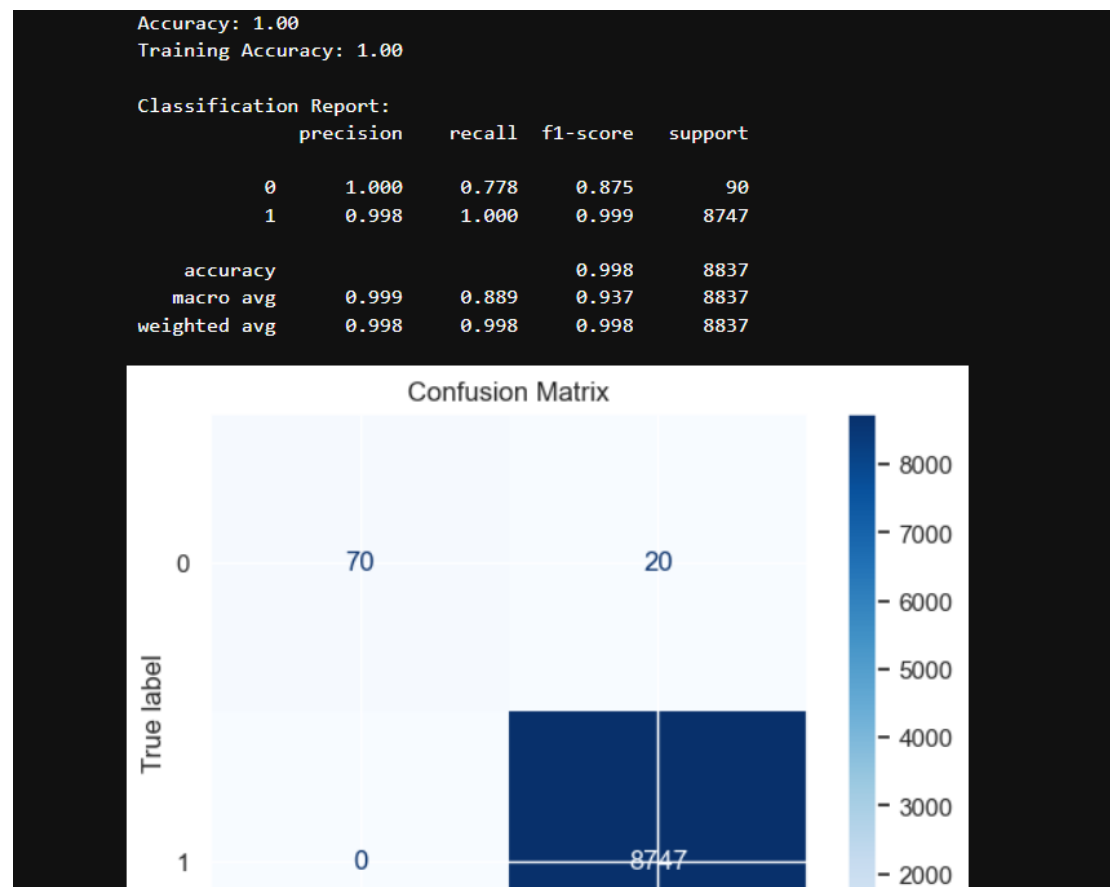 Accuracy: 1.00
Training Accuracy: 1.00
Classification Report:
precision recall f1-score support
0 1.000 0.778 0.875 90
1 0.998 1.000 0.999 8747
accuracy 0.998 8837
macro avg 0.999 0.889 0.937 8837
weighted avg 0.998 0.998 0.998 8837
Confusion Matrix
8000
7000
0 70 20
6000
5000
True label
4000
3000
1 0 8747
2000